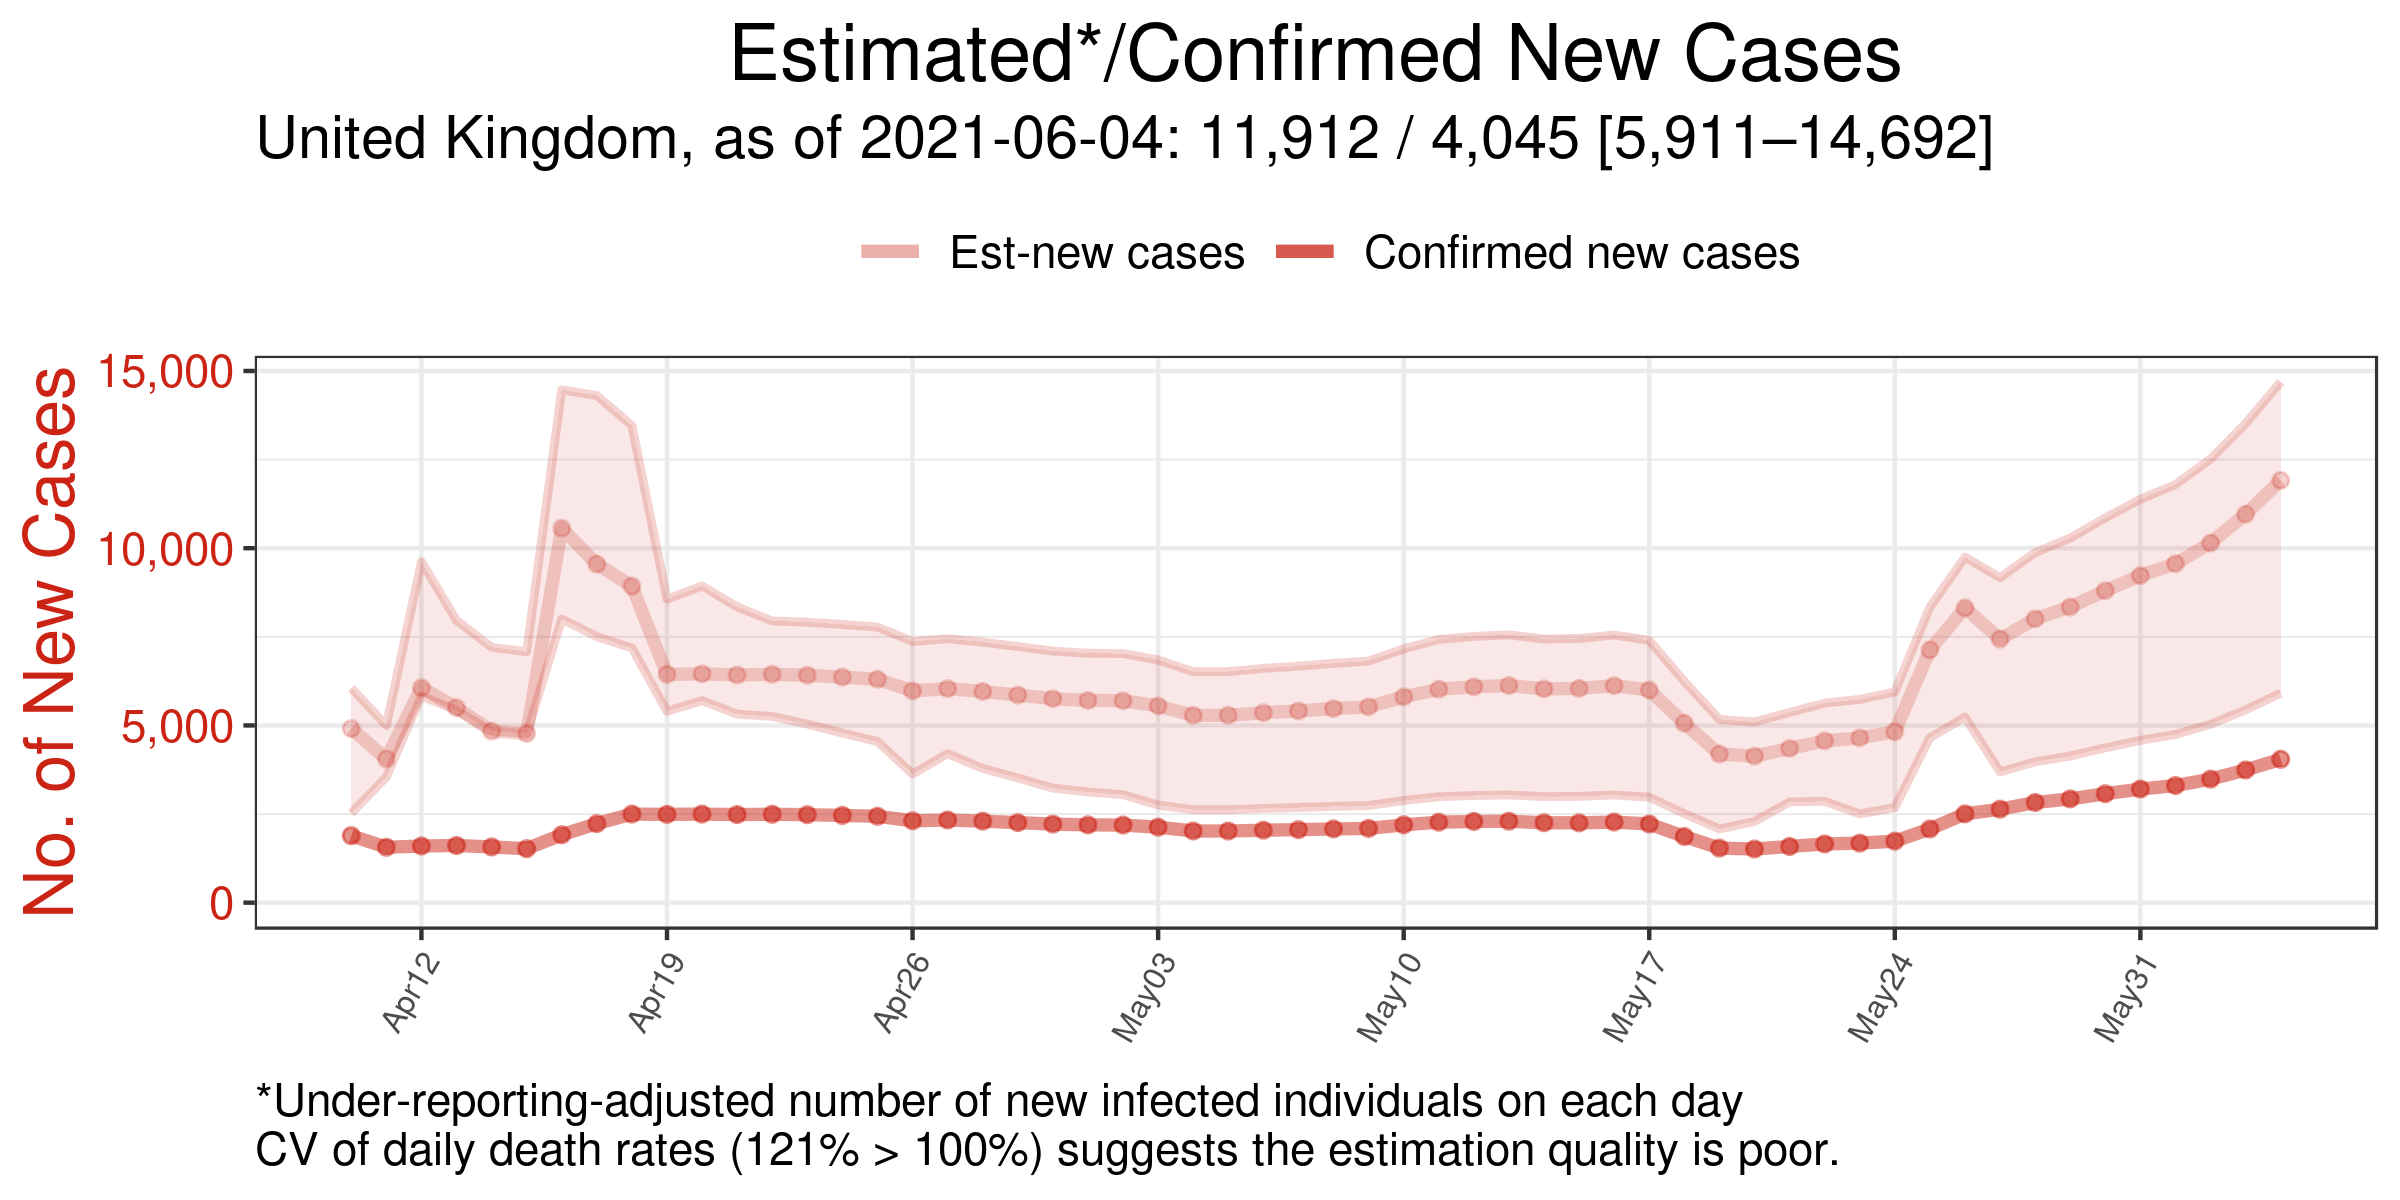 Estimated*/Confirmed New Cases
United Kingdom, as of 2021-06-04: 11,912 / 4,045 [5,911–14,692]
Est-new cases
Confirmed new cases
No. of New Cases
15,000
10,000
5,000
0
Apr12
Apr19
Apr26
May03
May10
May17
May24
May31
*Under-reporting-adjusted number of new infected individuals on each day
CV of daily death rates (121% > 100%) suggests the estimation quality is poor.